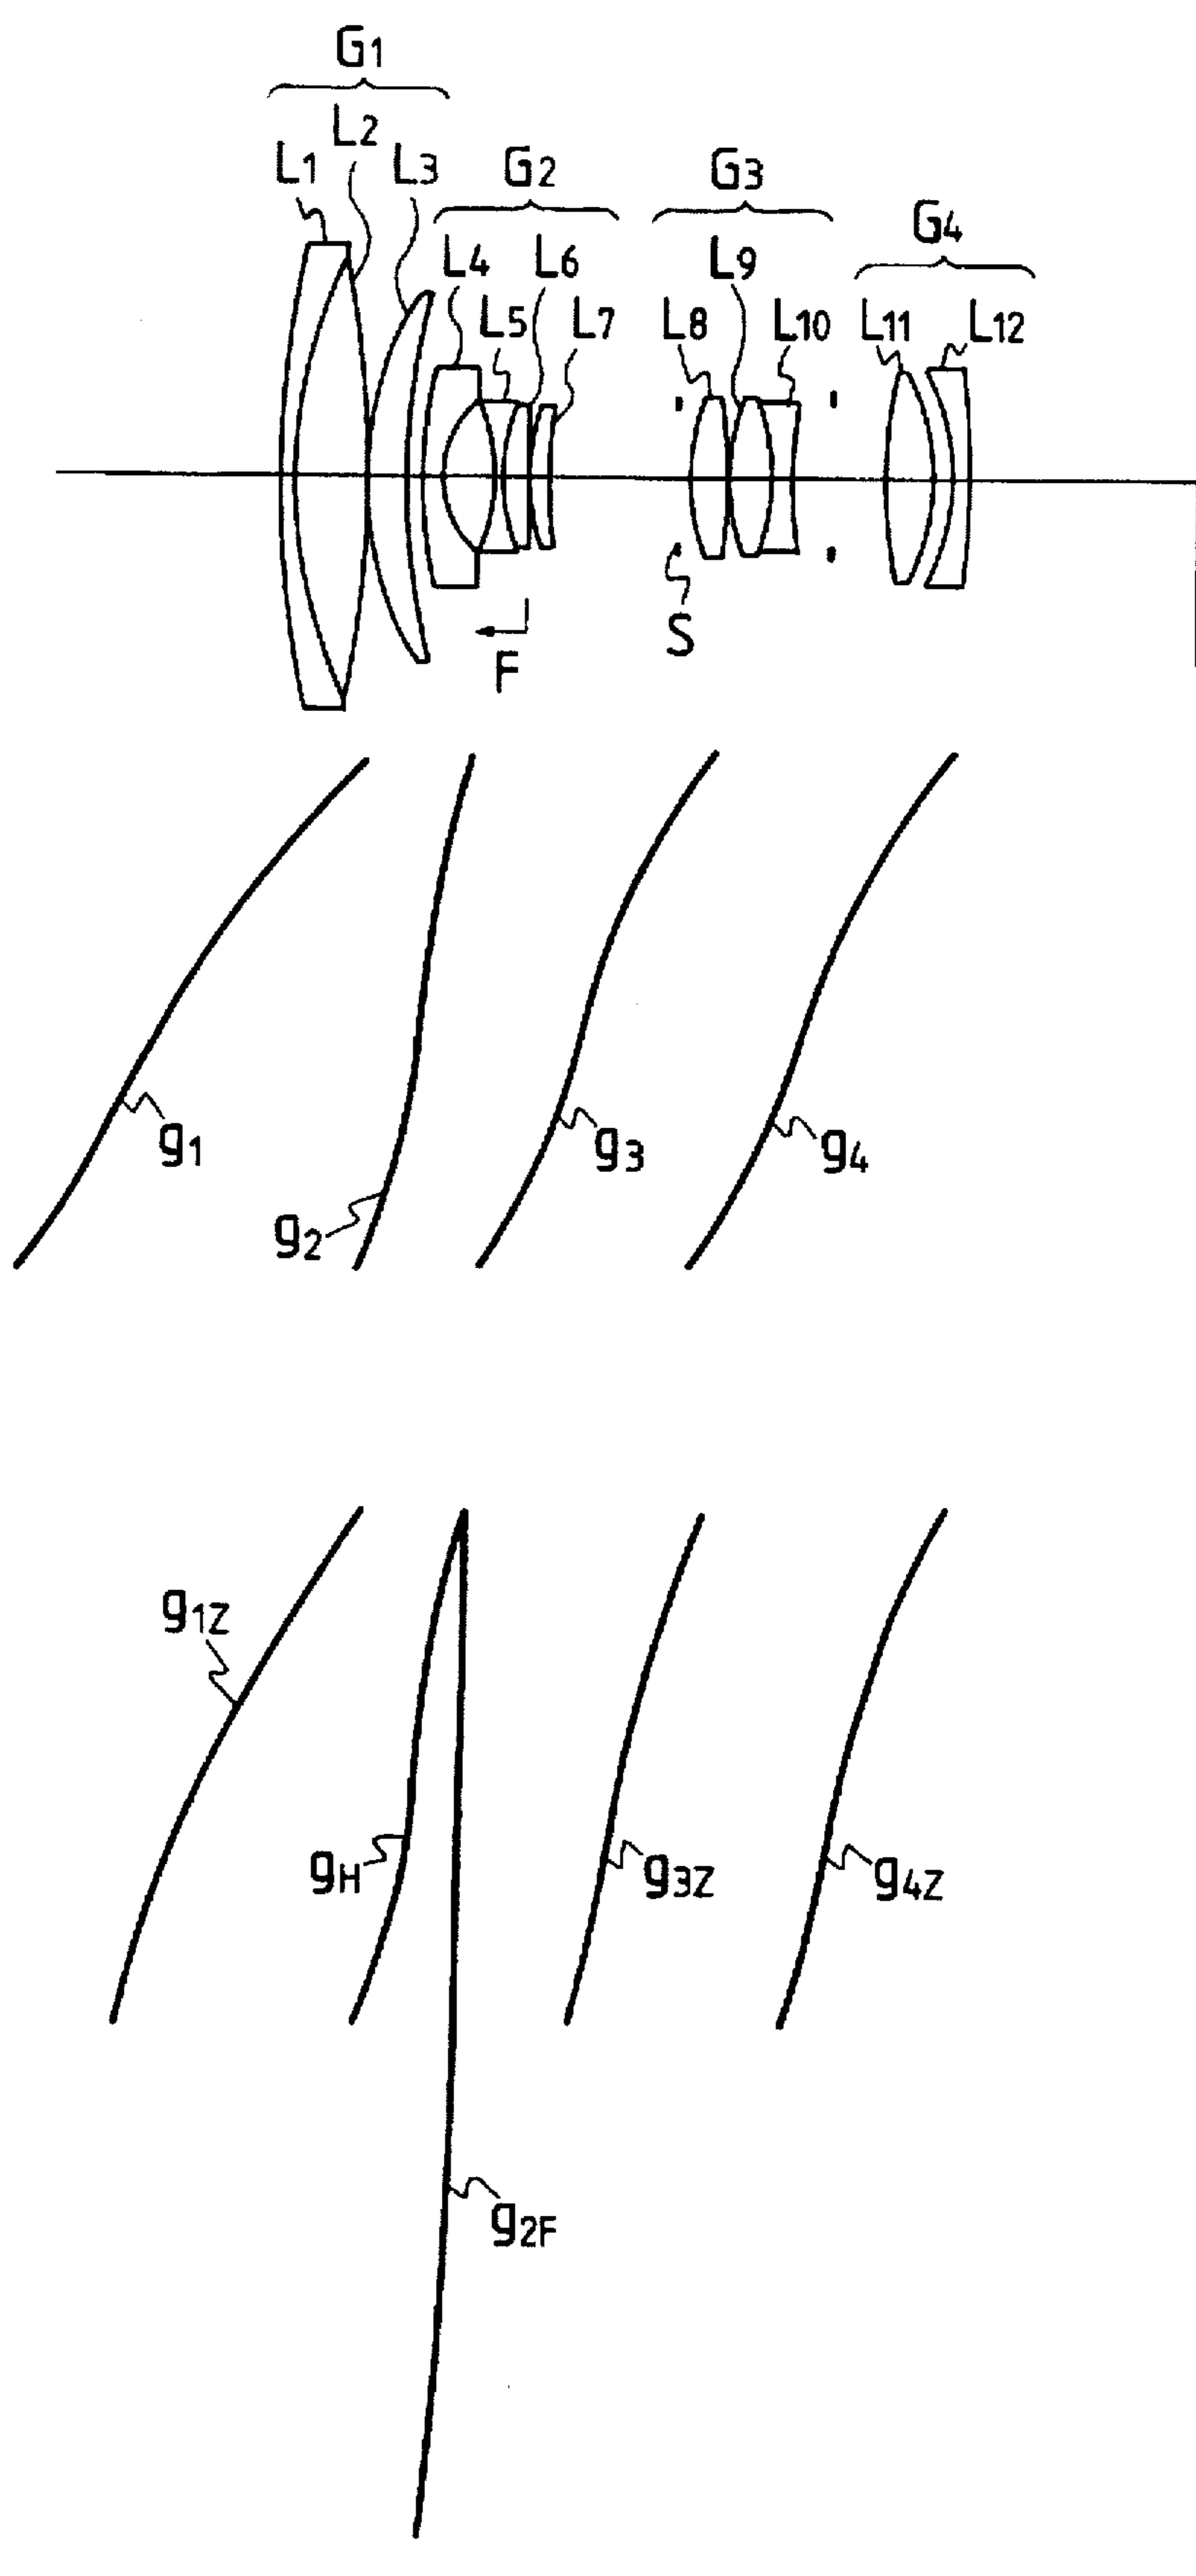 G1
L2
L1 L3 G2 G3
G4
L4 L6 L9
L5 L7 L8 L10 L11 L12
S
F
g1 g3 g4
g2
g1Z
gH g3Z g4Z
g2F